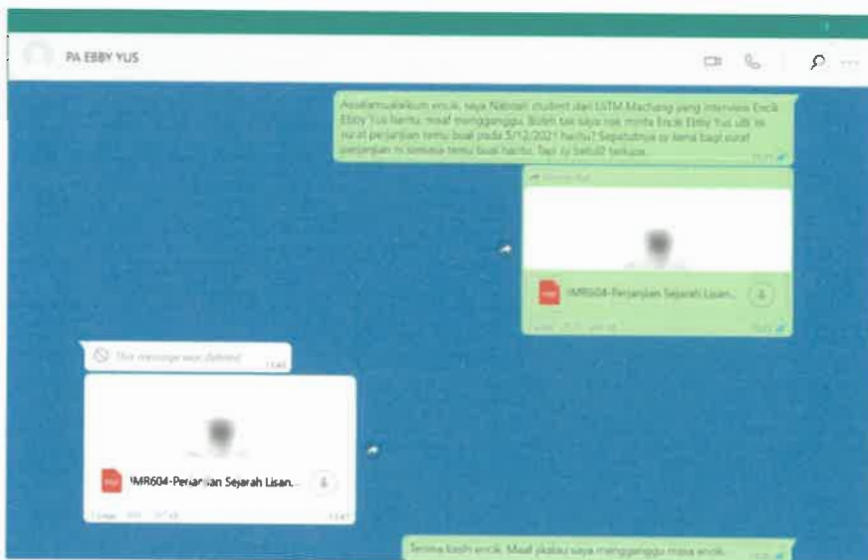 PA EBBY YUS
Assalamualaikum encik, saya student dari UiTM Machang yang interview Encik
Ebby Yus haritu, maaf mengganggu. Boleh tak saya nak minta Encik Ebby Yus
surat perjanjian temu bual pada 5/12/2021 haritu? Sepatutnya sy kena bagi surat
perjanjian ni semasa temu bual haritu. Tapi sy betul2 terlupa.
PDF
IMR604-Perjanjian Sejarah Lisan...
This message was deleted
PDF
IMR604-Perjanjian Sejarah Lisan...
Terima kasih encik. Maaf jikalau saya mengganggu masa encik.